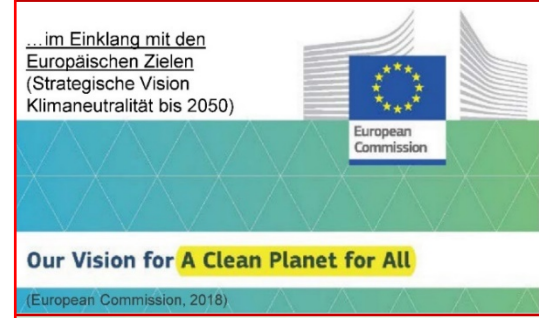 ...im Einklang mit den
Europäischen Zielen
(Strategische Vision
Klimaneutralität bis 2050)
European
Commission
Our Vision for A Clean Planet for All
(European Commission, 2018)